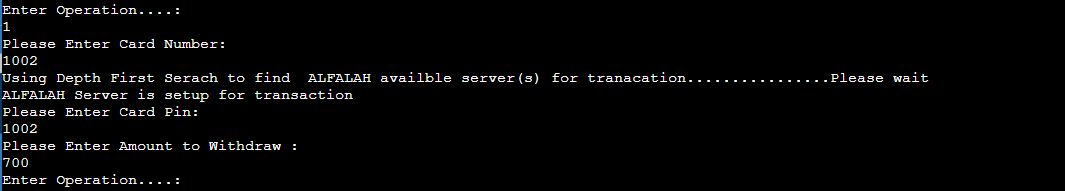 Enter Operation....:
1
Please Enter Card Number:
1002
Using Depth First Serach to find  ALFALAH availble server(s) for tranacation................Please wait
ALFALAH Server is setup for transaction
Please Enter Card Pin:
1002
Please Enter Amount to Withdraw :
700
Enter Operation....: